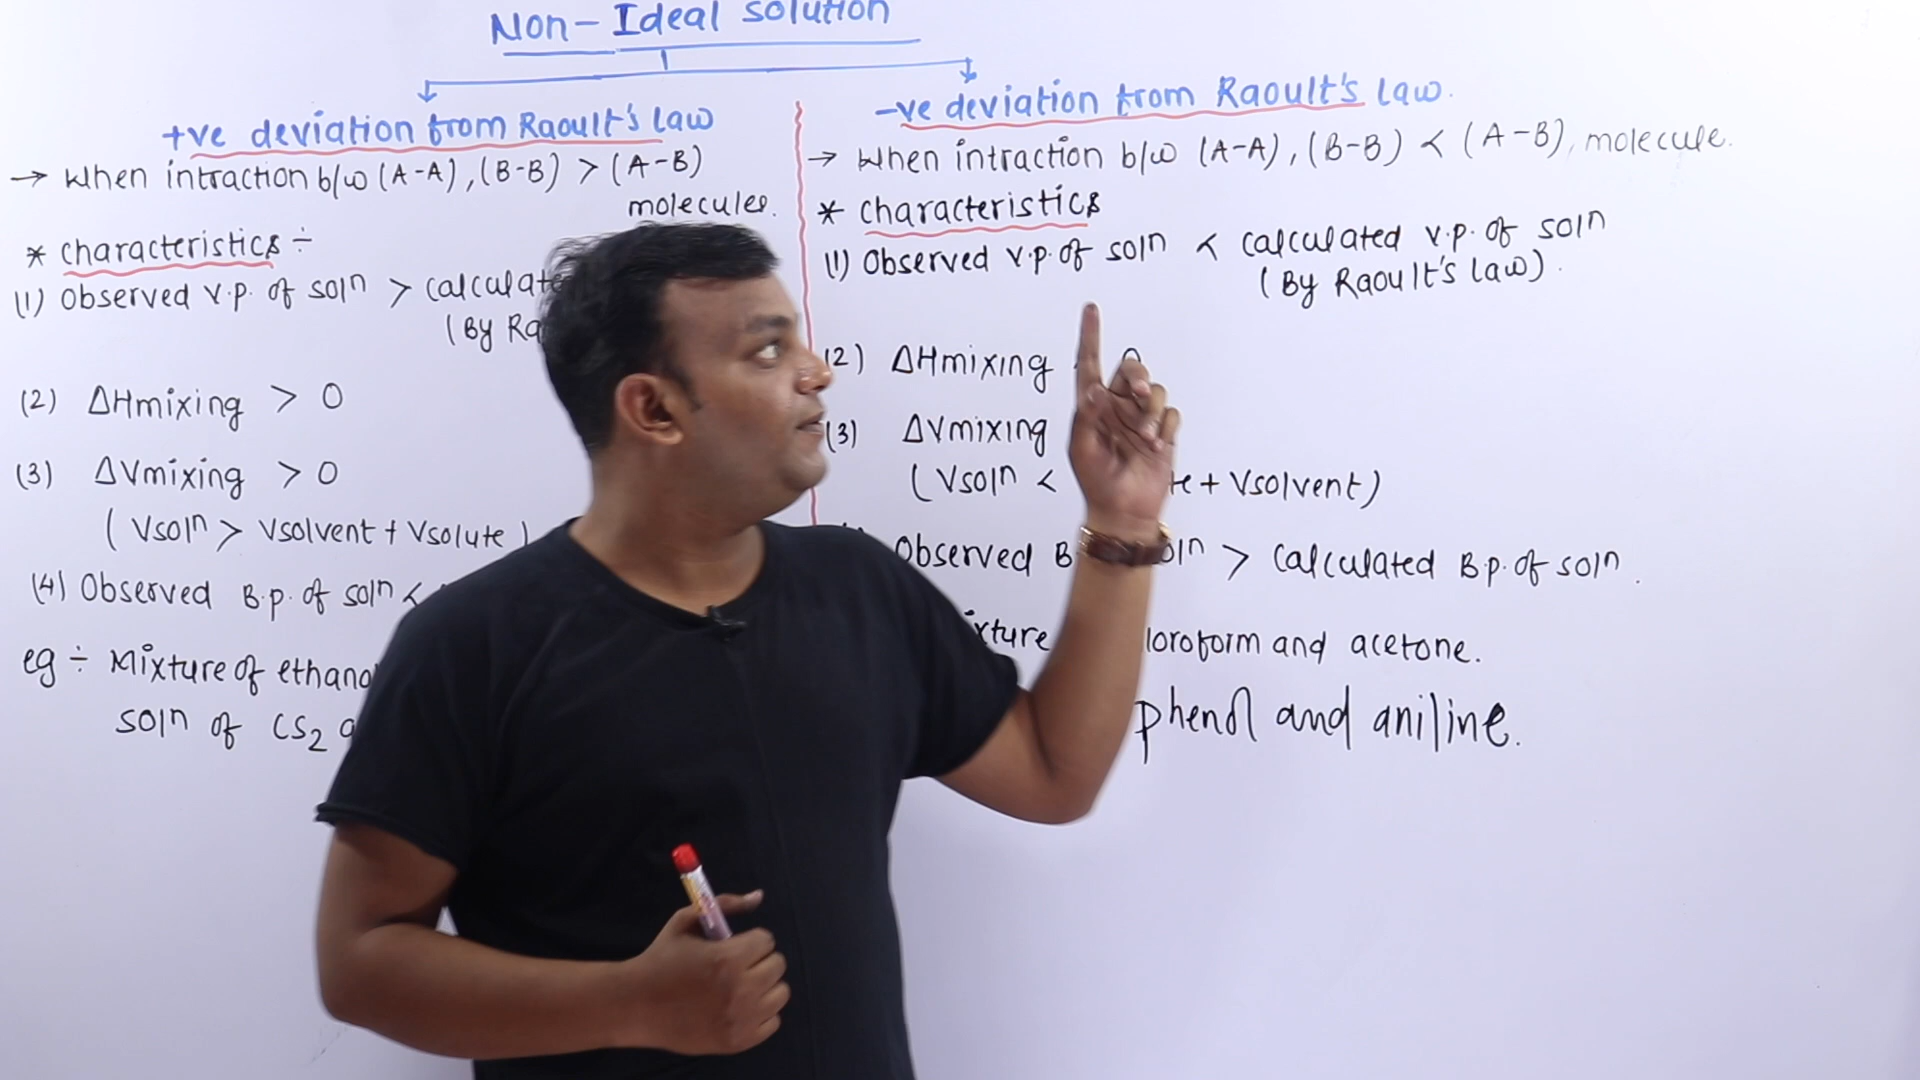 Non-Ideal solution
+ve deviation from Raoult's law
→ When intraction b/w (A-A), (B-B) > (A-B)
molecules.
* characteristics ÷
(1) Observed v.p. of soln > calculate
(By Ra
(2) ΔHmixing > 0
(3) ΔVmixing > 0
(Vsoln > Vsolvent + Vsolute)
(4) Observed B.p. of soln <
eg ÷ Mixture of ethano
soln of CS2 a
-ve deviation from Raoult's law.
→ When intraction b/w (A-A), (B-B) < (A-B), molecule.
* characteristics
(1) Observed v.p. of soln < calculated v.p. of soln
(By Raoult's law).
(2) ΔHmixing 0
(3) ΔVmixing
(Vsoln < te + Vsolvent)
Observed B oln > calculated B.p. of soln.
ixture loroform and acetone.
phenol and aniline.